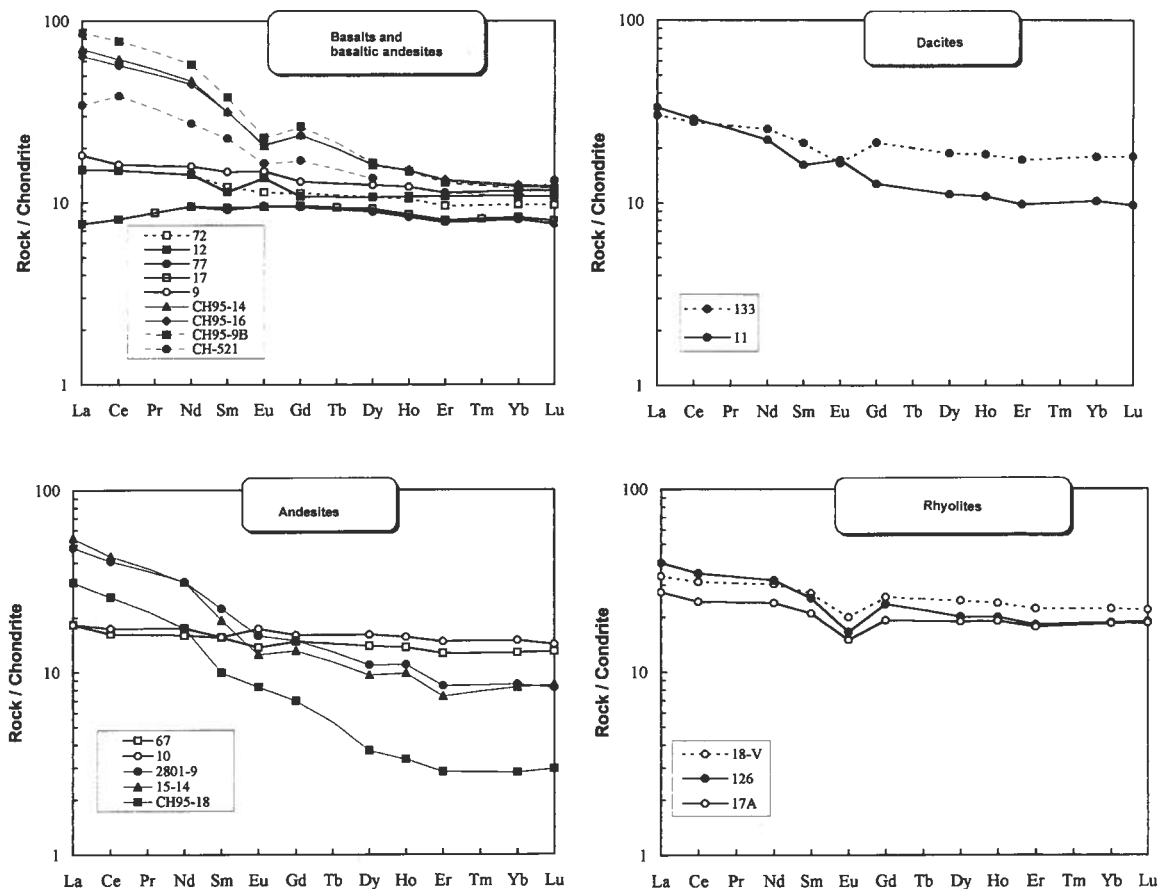 Basalts and
basaltic andesites
Rock / Chondrite
100
10
1
72
12
77
17
9
CH95-14
CH95-16
CH95-9B
CH-521
La Ce Pr Nd Sm Eu Gd Tb Dy Ho Er Tm Yb Lu
Dacites
Rock / Chondrite
100
10
1
133
11
La Ce Pr Nd Sm Eu Gd Tb Dy Ho Er Tm Yb Lu
Andesites
Rock / Chondrite
100
10
1
67
10
2801-9
15-14
CH95-18
La Ce Pr Nd Sm Eu Gd Tb Dy Ho Er Tm Yb Lu
Rhyolites
Rock / Condrite
100
10
1
18-V
126
17A
La Ce Pr Nd Sm Eu Gd Tb Dy Ho Er Tm Yb Lu